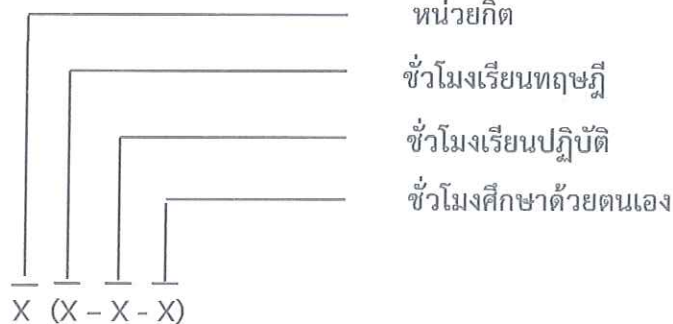 หน่วยกิต
ชั่วโมงเรียนทฤษฎี
ชั่วโมงเรียนปฏิบัติ
ชั่วโมงศึกษาด้วยตนเอง
X (X – X - X)